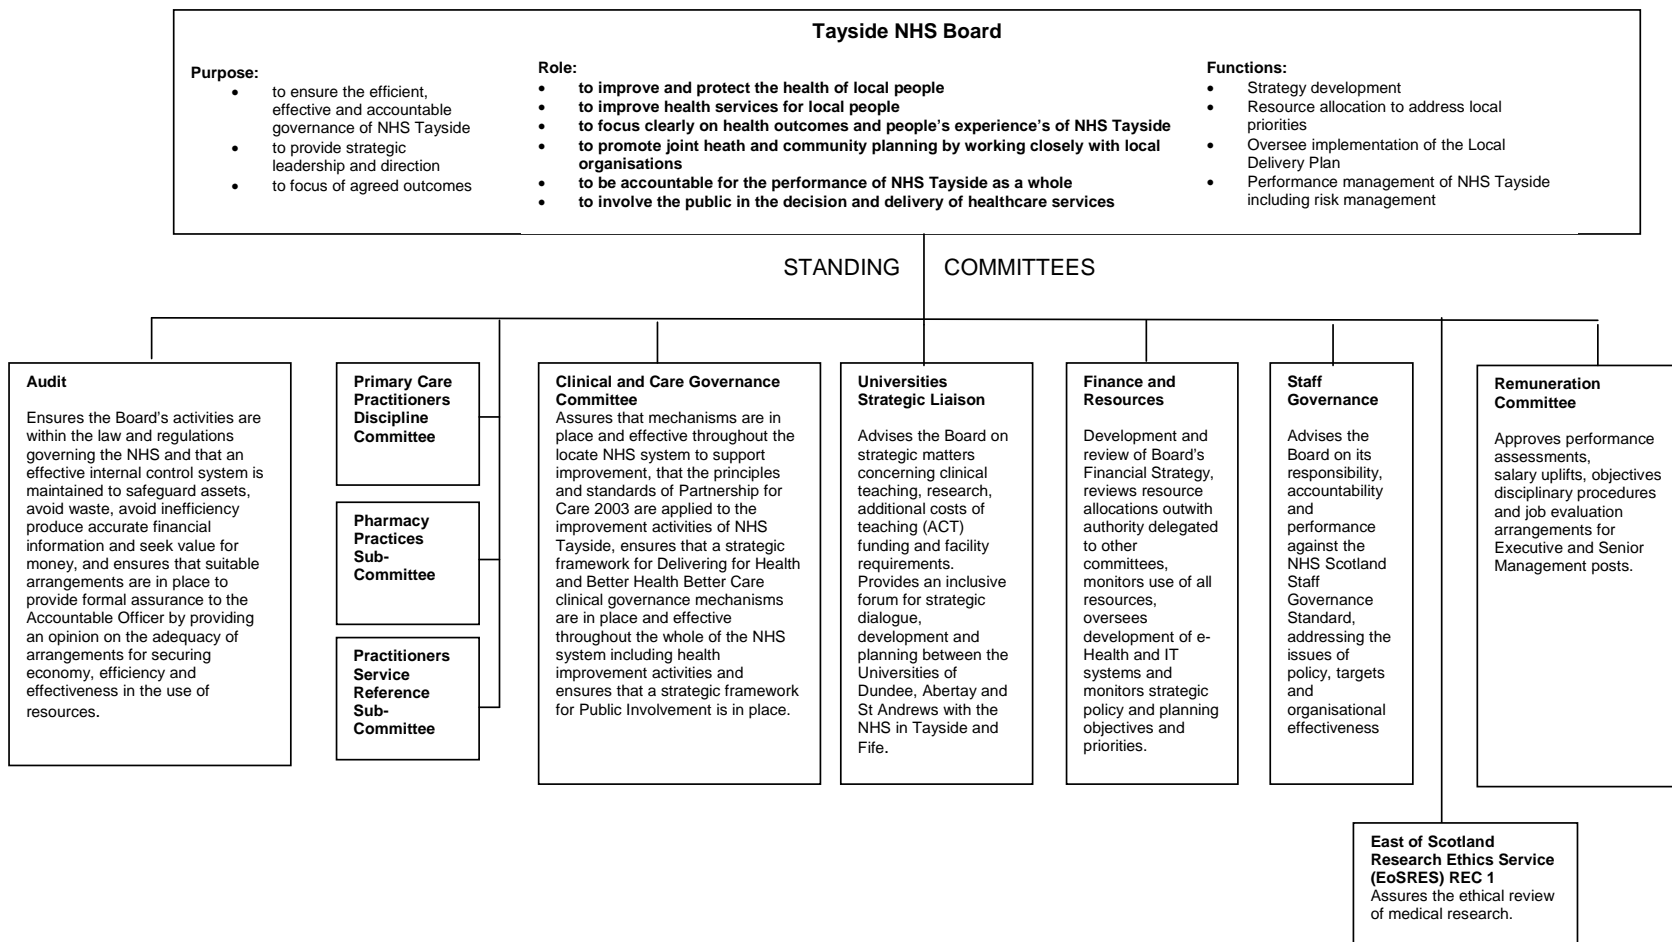 Tayside NHS Board
Purpose:
• to ensure the efficient,
effective and accountable
governance of NHS Tayside
• to provide strategic
leadership and direction
• to focus of agreed outcomes
Role:
• to improve and protect the health of local people
• to improve health services for local people
• to focus clearly on health outcomes and people's experience's of NHS Tayside
• to promote joint heath and community planning by working closely with local
organisations
• to be accountable for the performance of NHS Tayside as a whole
• to involve the public in the decision and delivery of healthcare services
Functions:
• Strategy development
• Resource allocation to address local
priorities
• Oversee implementation of the Local
Delivery Plan
• Performance management of NHS Tayside
including risk management
STANDING COMMITTEES
Audit
Ensures the Board's activities are
within the law and regulations
governing the NHS and that an
effective internal control system is
maintained to safeguard assets,
avoid waste, avoid inefficiency
produce accurate financial
information and seek value for
money, and ensures that suitable
arrangements are in place to
provide formal assurance to the
Accountable Officer by providing
an opinion on the adequacy of
arrangements for securing
economy, efficiency and
effectiveness in the use of
resources.
Primary Care
Practitioners
Discipline
Committee
Pharmacy
Practices
Sub-
Committee
Practitioners
Service
Reference
Sub-
Committee
Clinical and Care Governance
Committee
Assures that mechanisms are in
place and effective throughout the
locate NHS system to support
improvement, that the principles
and standards of Partnership for
Care 2003 are applied to the
improvement activities of NHS
Tayside, ensures that a strategic
framework for Delivering for Health
and Better Health Better Care
clinical governance mechanisms
are in place and effective
throughout the whole of the NHS
system including health
improvement activities and
ensures that a strategic framework
for Public Involvement is in place.
Universities
Strategic Liaison
Advises the Board on
strategic matters
concerning clinical
teaching, research,
additional costs of
teaching (ACT)
funding and facility
requirements.
Provides an inclusive
forum for strategic
dialogue,
development and
planning between the
Universities of
Dundee, Abertay and
St Andrews with the
NHS in Tayside and
Fife.
Finance and
Resources
Development and
review of Board's
Financial Strategy,
reviews resource
allocations outwith
authority delegated
to other
committees,
monitors use of all
resources,
oversees
development of e-
Health and IT
systems and
monitors strategic
policy and planning
objectives and
priorities.
Staff
Governance
Advises the
Board on its
responsibility,
accountability
and
performance
against the
NHS Scotland
Staff
Governance
Standard,
addressing the
issues of
policy, targets
and
organisational
effectiveness
Remuneration
Committee
Approves performance
assessments,
salary uplifts, objectives
disciplinary procedures
and job evaluation
arrangements for
Executive and Senior
Management posts.
East of Scotland
Research Ethics Service
(EoSRES) REC 1
Assures the ethical review
of medical research.